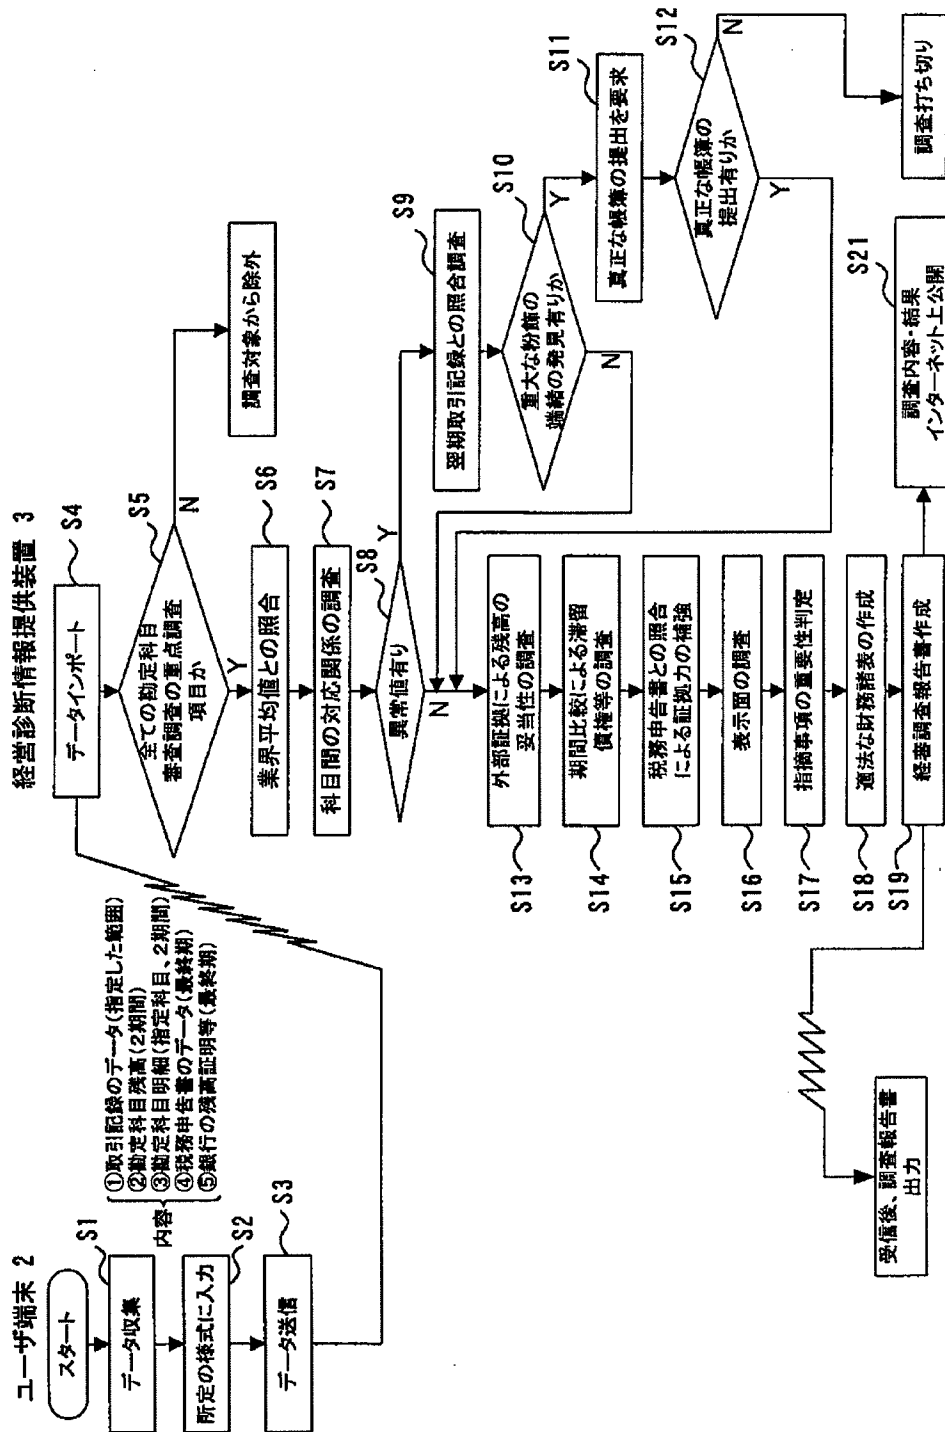 ユーザ端末 2
スタート
S1
データ収集
内容
①取引記録のデータ(指定した範囲)
②勘定科目残高(2期間)
③勘定科目明細(指定科目、2期間)
④税務申告書のデータ(最終期)
⑤銀行の残高証明等(最終期)
S2
所定の様式に入力
S3
データ送信
経営診断情報提供装置 3
S4
データインポート
S5
全ての勘定科目
審査調査の重点調査
項目か
N
調査対象から除外
Y
S6
業界平均値との照合
S7
科目間の対応関係の調査
S8
異常値有り
Y
N
S9
翌期取引記録との照合調査
S10
重大な粉飾の
端緒の発見有りか
Y
N
S11
真正な帳簿の提出を要求
S12
真正な帳簿の
提出有りか
N
Y
調査打ち切り
S13
外部証拠による残高の
妥当性の調査
S14
期間比較による滞留
債権等の調査
S15
税務申告書との照合
による証拠力の補強
S16
表示面の調査
S17
指摘事項の重要性判定
S18
適法な財務諸表の作成
S19
経審調査報告書作成
S21
調査内容・結果
インターネット上公開
受信後、調査報告書
出力